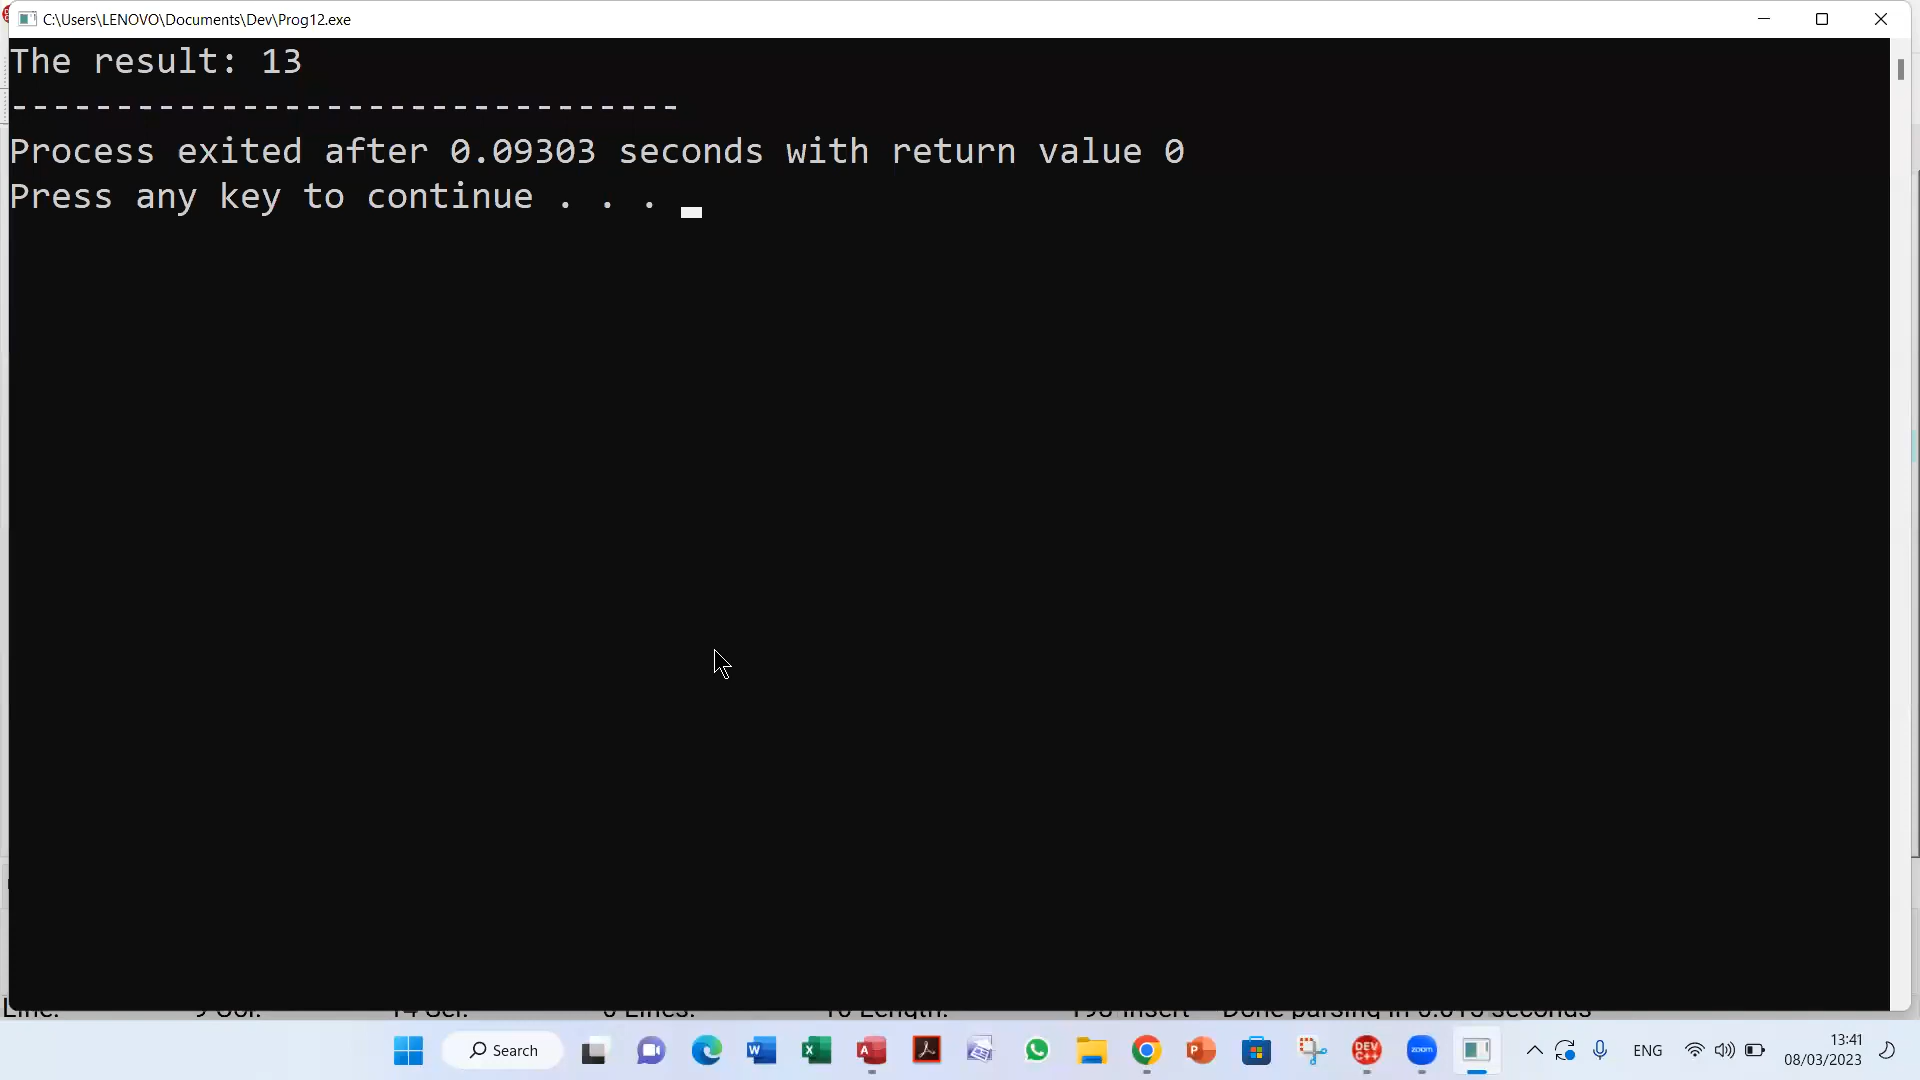 C:\Users\LENOVO\Documents\Dev\Prog12.exe
The result: 13
--------------------------------
Process exited after 0.09303 seconds with return value 0
Press any key to continue . . .
Search
ENG
13:41
08/03/2023